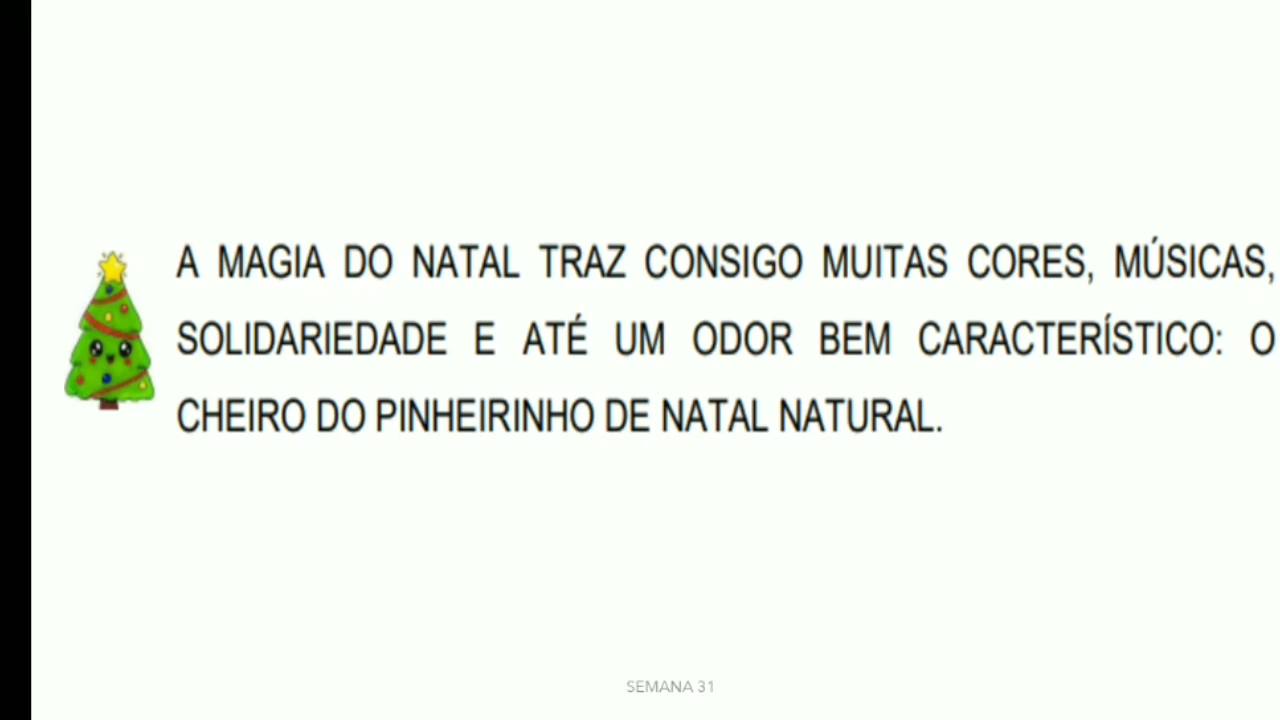 A MAGIA DO NATAL TRAZ CONSIGO MUITAS CORES, MÚSICAS,
SOLIDARIEDADE E ATÉ UM ODOR BEM CARACTERÍSTICO: O
CHEIRO DO PINHEIRINHO DE NATAL NATURAL.
SEMANA 31